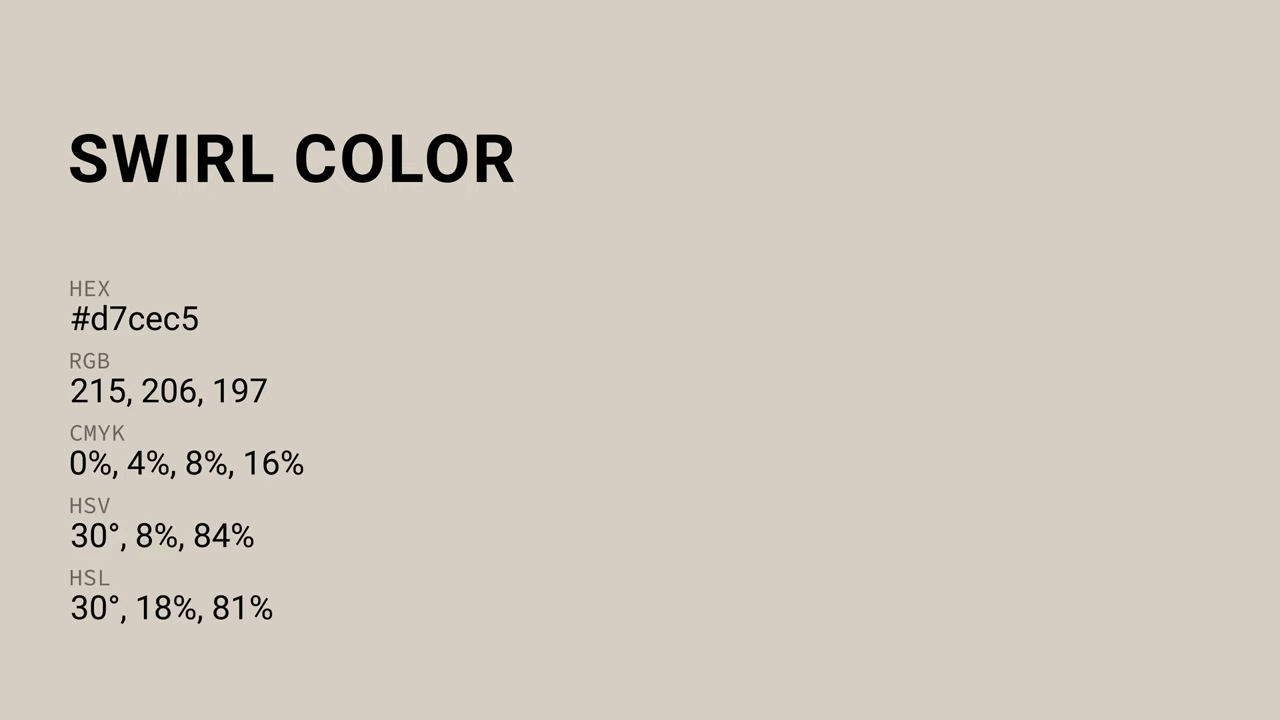 SWIRL COLOR
HEX
#d7cec5
RGB
215, 206, 197
CMYK
0%, 4%, 8%, 16%
HSV
30°, 8%, 84%
HSL
30°, 18%, 81%